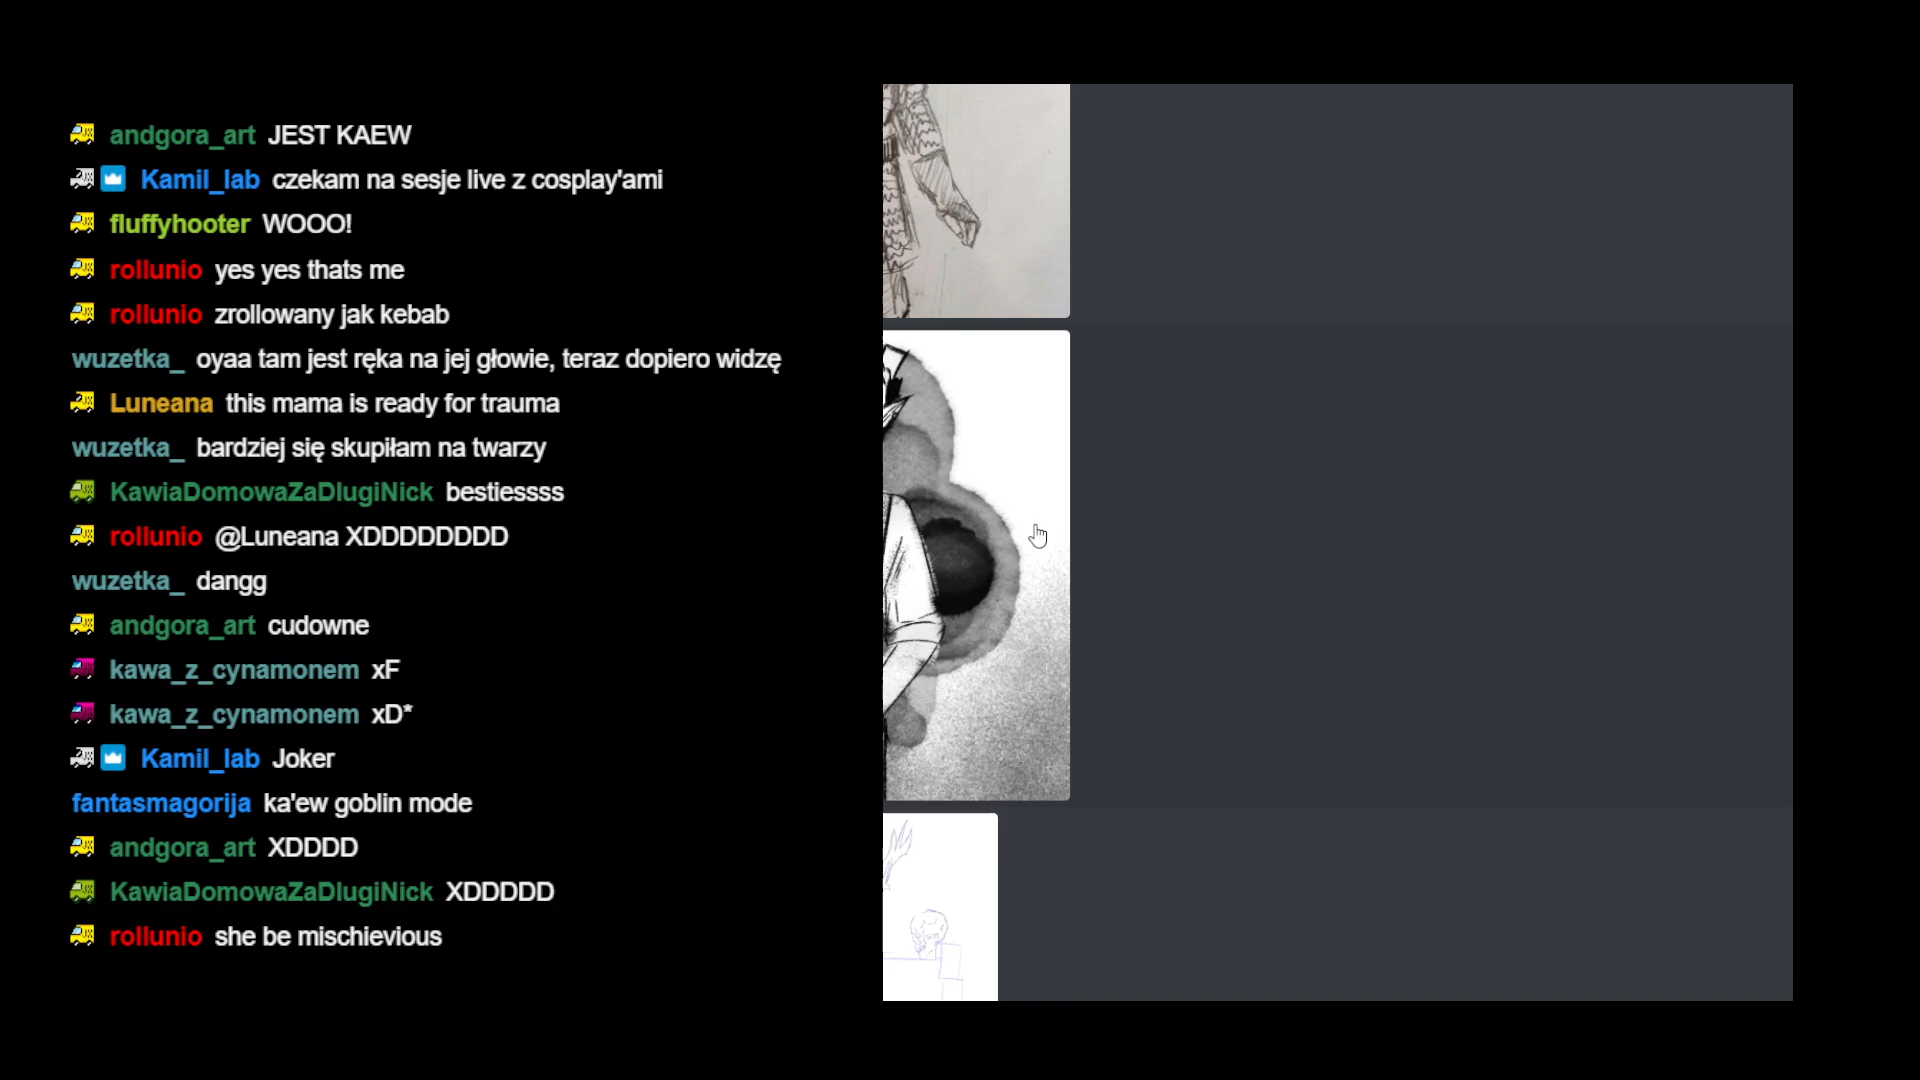 andgora_art JEST KAEW
Kamil_lab czekam na sesje live z cosplay'ami
fluffyhooter WOOO!
rollunio yes yes thats me
rollunio zrollowany jak kebab
wuzetka_ oyaa tam jest ręka na jej głowie, teraz dopiero widzę
Luneana this mama is ready for trauma
wuzetka_ bardziej się skupiłam na twarzy
KawiaDomowaZaDlugiNick bestiessss
rollunio @Luneana XDDDDDDDD
wuzetka_ dangg
andgora_art cudowne
kawa_z_cynamonem xF
kawa_z_cynamonem xD*
Kamil_lab Joker
fantasmagorija ka'ew goblin mode
andgora_art XDDDD
KawiaDomowaZaDlugiNick XDDDDD
rollunio she be mischievious